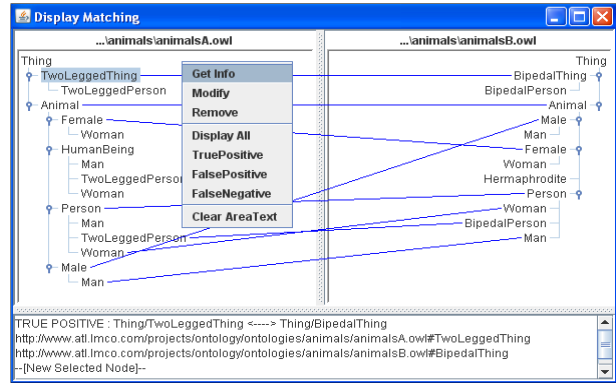 Display Matching
...\animals\animalsA.owl
...\animals\animalsB.owl
Thing
TwoLeggedThing
TwoLeggedPerson
Animal
Female
Woman
HumanBeing
Man
TwoLeggedPerson
Woman
Person
Man
TwoLeggedPerson
Woman
Male
Man
Get Info
Modify
Remove
Display All
TruePositive
FalsePositive
FalseNegative
Clear AreaText
Thing
BipedalThing
BipedalPerson
Animal
Male
Man
Female
Woman
Hermaphrodite
Person
Woman
BipedalPerson
Man
TRUE POSITIVE : Thing/TwoLeggedThing <----> Thing/BipedalThing
http://www.atl.lmco.com/projects/ontology/ontologies/animals/animalsA.owl#TwoLeggedThing
http://www.atl.lmco.com/projects/ontology/ontologies/animals/animalsB.owl#BipedalThing
--[New Selected Node]--